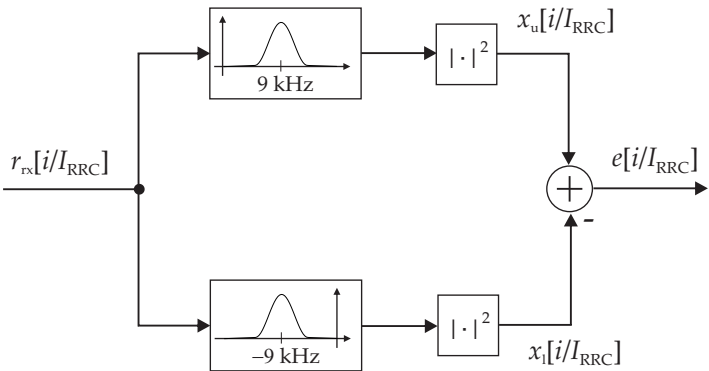 x_u[i/I_RRC]
|·|²
9 kHz
r_rx[i/I_RRC]
e[i/I_RRC]
+
-
|·|²
–9 kHz
x_l[i/I_RRC]